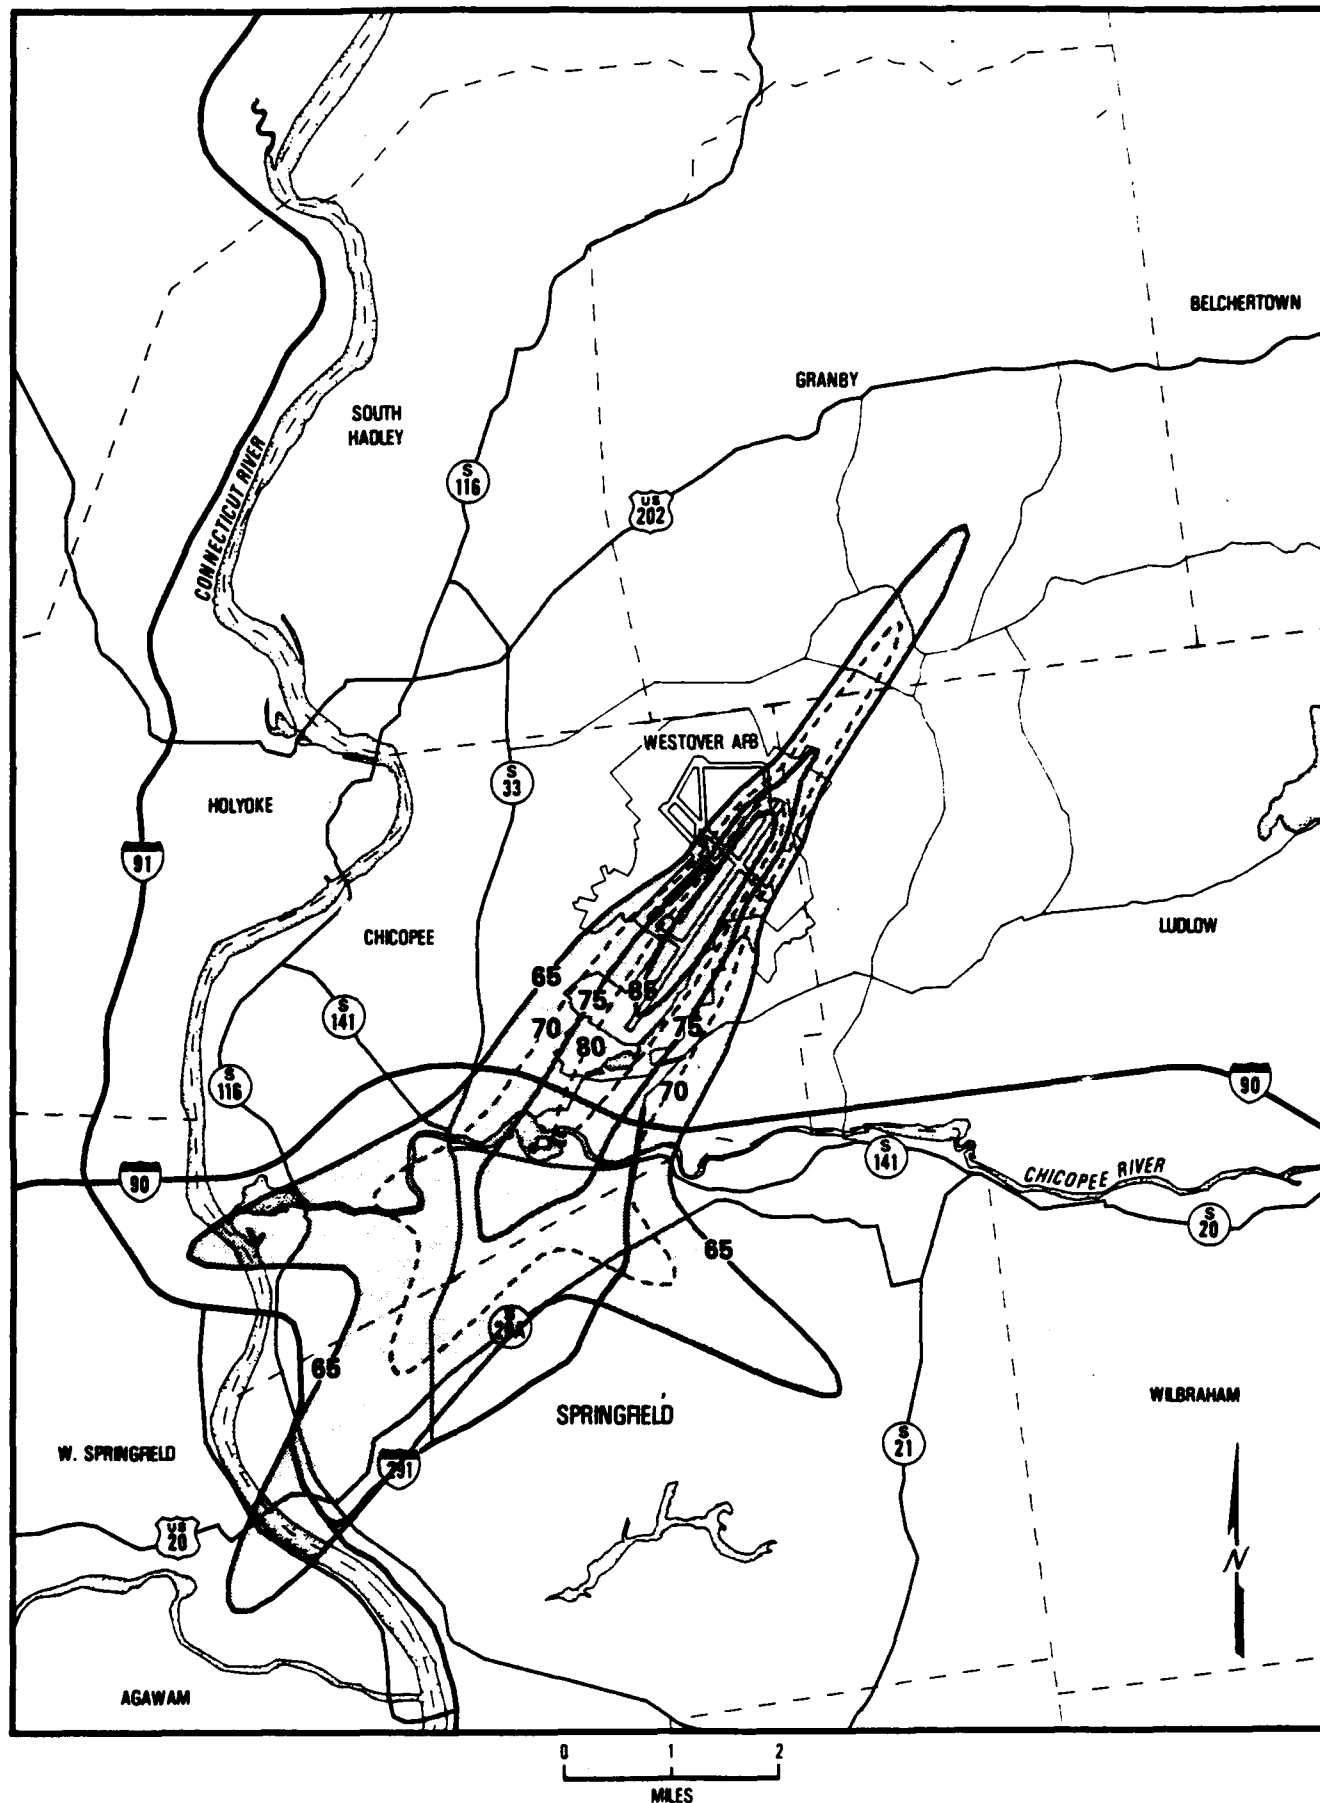 BELCHERTOWN
GRANBY
SOUTH
HADLEY
CONNECTICUT RIVER
S
116
US
202
WESTOVER AFB
S
33
HOLYOKE
91
CHICOPEE
LUDLOW
65
75
85
S
141
70
75
80
70
S
116
90
90
S
141
CHICOPEE RIVER
S
20
65
S
20A
65
SPRINGFIELD
WILBRAHAM
S
21
W. SPRINGFIELD
291
US
20
N
AGAWAM
0 1 2
MILES